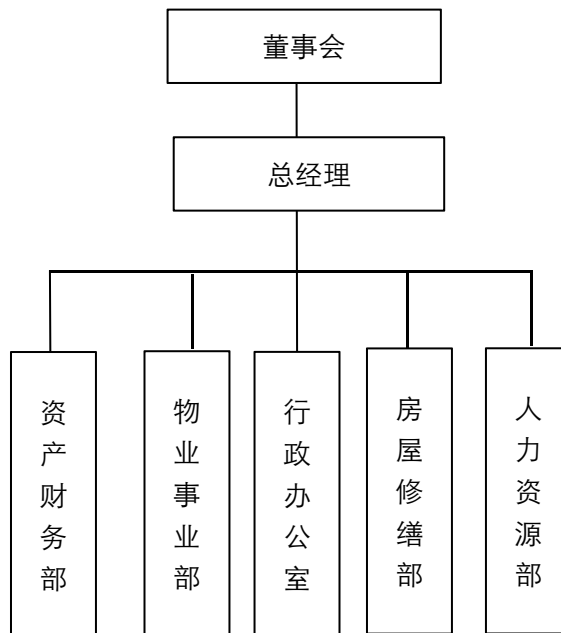 董事会
总经理
资产财务部
物业事业部
行政办公室
房屋修缮部
人力资源部